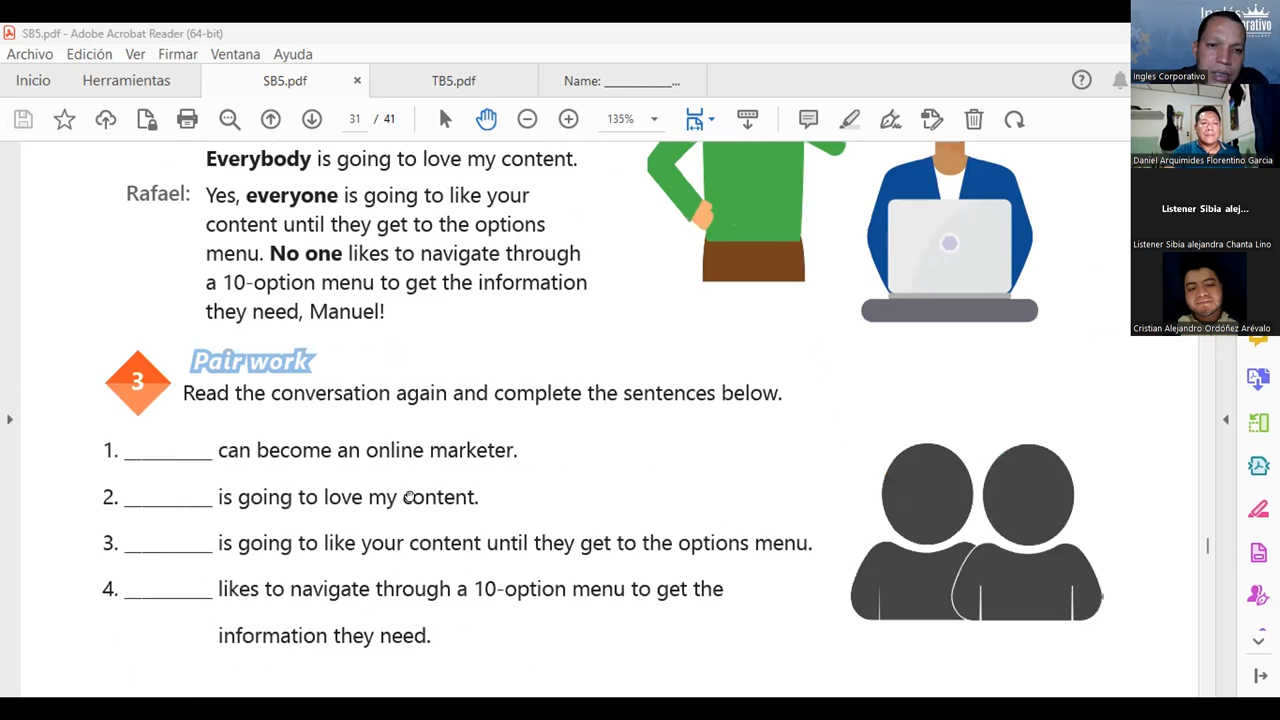 SB5.pdf - Adobe Acrobat Reader (64-bit)
Archivo Edición Ver Firmar Ventana Ayuda
Inicio Herramientas SB5.pdf × TB5.pdf Name: ____________...
31 / 41 135%
Everybody is going to love my content.
Rafael: Yes, everyone is going to like your
content until they get to the options
menu. No one likes to navigate through
a 10-option menu to get the information
they need, Manuel!
3 Pair work
Read the conversation again and complete the sentences below.
1. _________ can become an online marketer.
2. _________ is going to love my content.
3. _________ is going to like your content until they get to the options menu.
4. _________ likes to navigate through a 10-option menu to get the
information they need.
Ingles Corporativo
Daniel Arquimides Florentino Garcia
Listener Sibia alej...
Listener Sibia alejandra Chanta Lino
Cristian Alejandro Ordóñez Arévalo